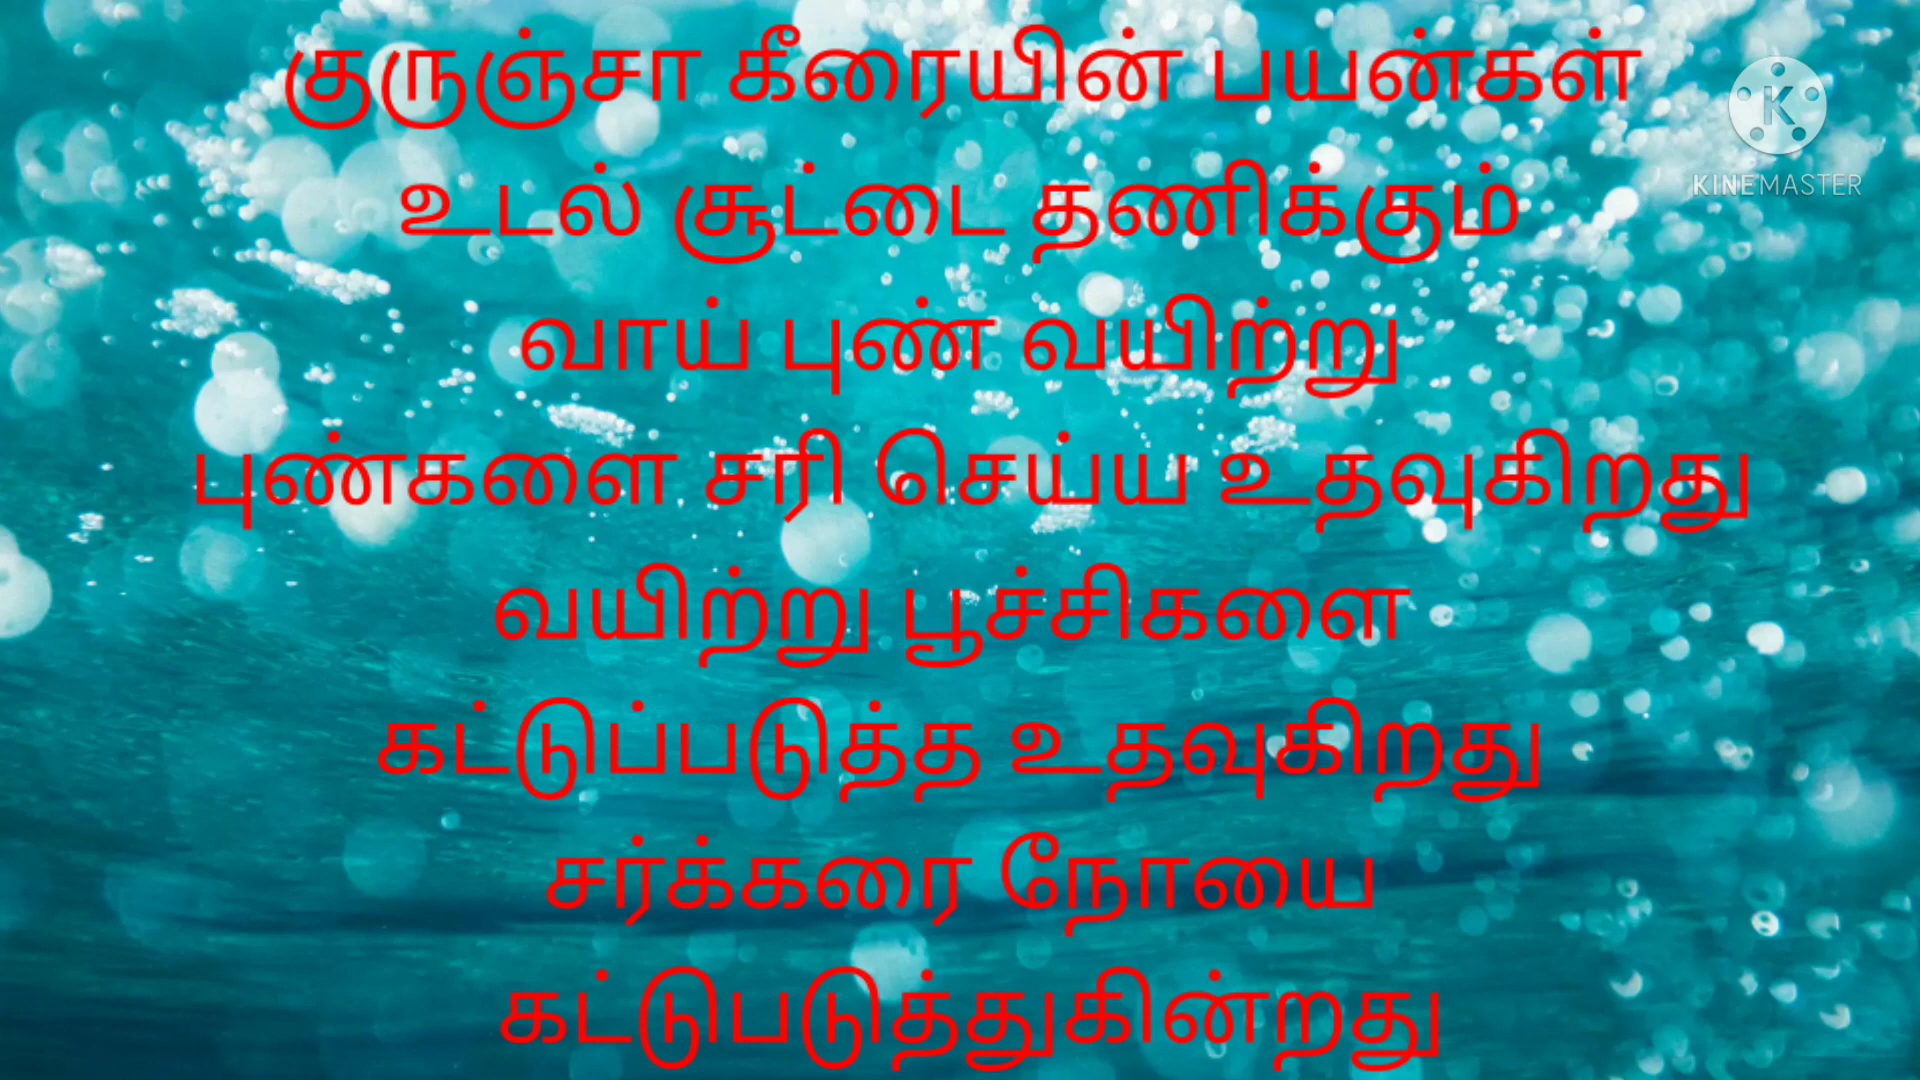 குருஞ்சா கீரையின் பயன்கள்
உடல் சூட்டை தணிக்கும்
வாய் புண் வயிற்று
புண்களை சரி செய்ய உதவுகிறது
வயிற்று பூச்சிகளை
கட்டுப்படுத்த உதவுகிறது
சர்க்கரை நோயை
கட்டுபடுத்துகின்றது
K
KINEMASTER